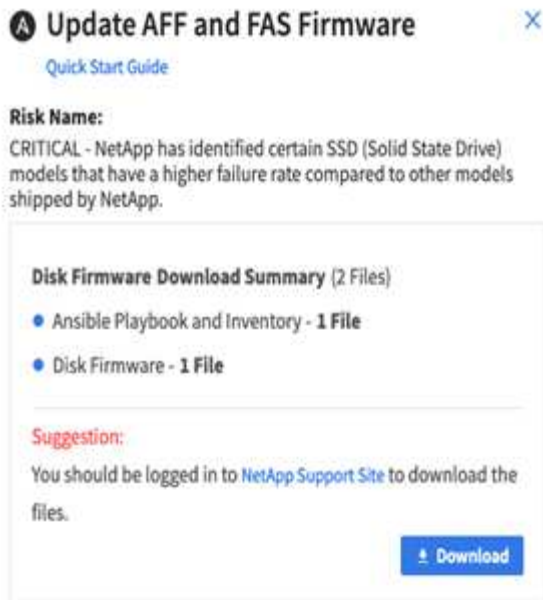 Update AFF and FAS Firmware
Quick Start Guide
Risk Name:
CRITICAL - NetApp has identified certain SSD (Solid State Drive)
models that have a higher failure rate compared to other models
shipped by NetApp.
Disk Firmware Download Summary (2 Files)
Ansible Playbook and Inventory - 1 File
Disk Firmware - 1 File
Suggestion:
You should be logged in to NetApp Support Site to download the
files.
Download